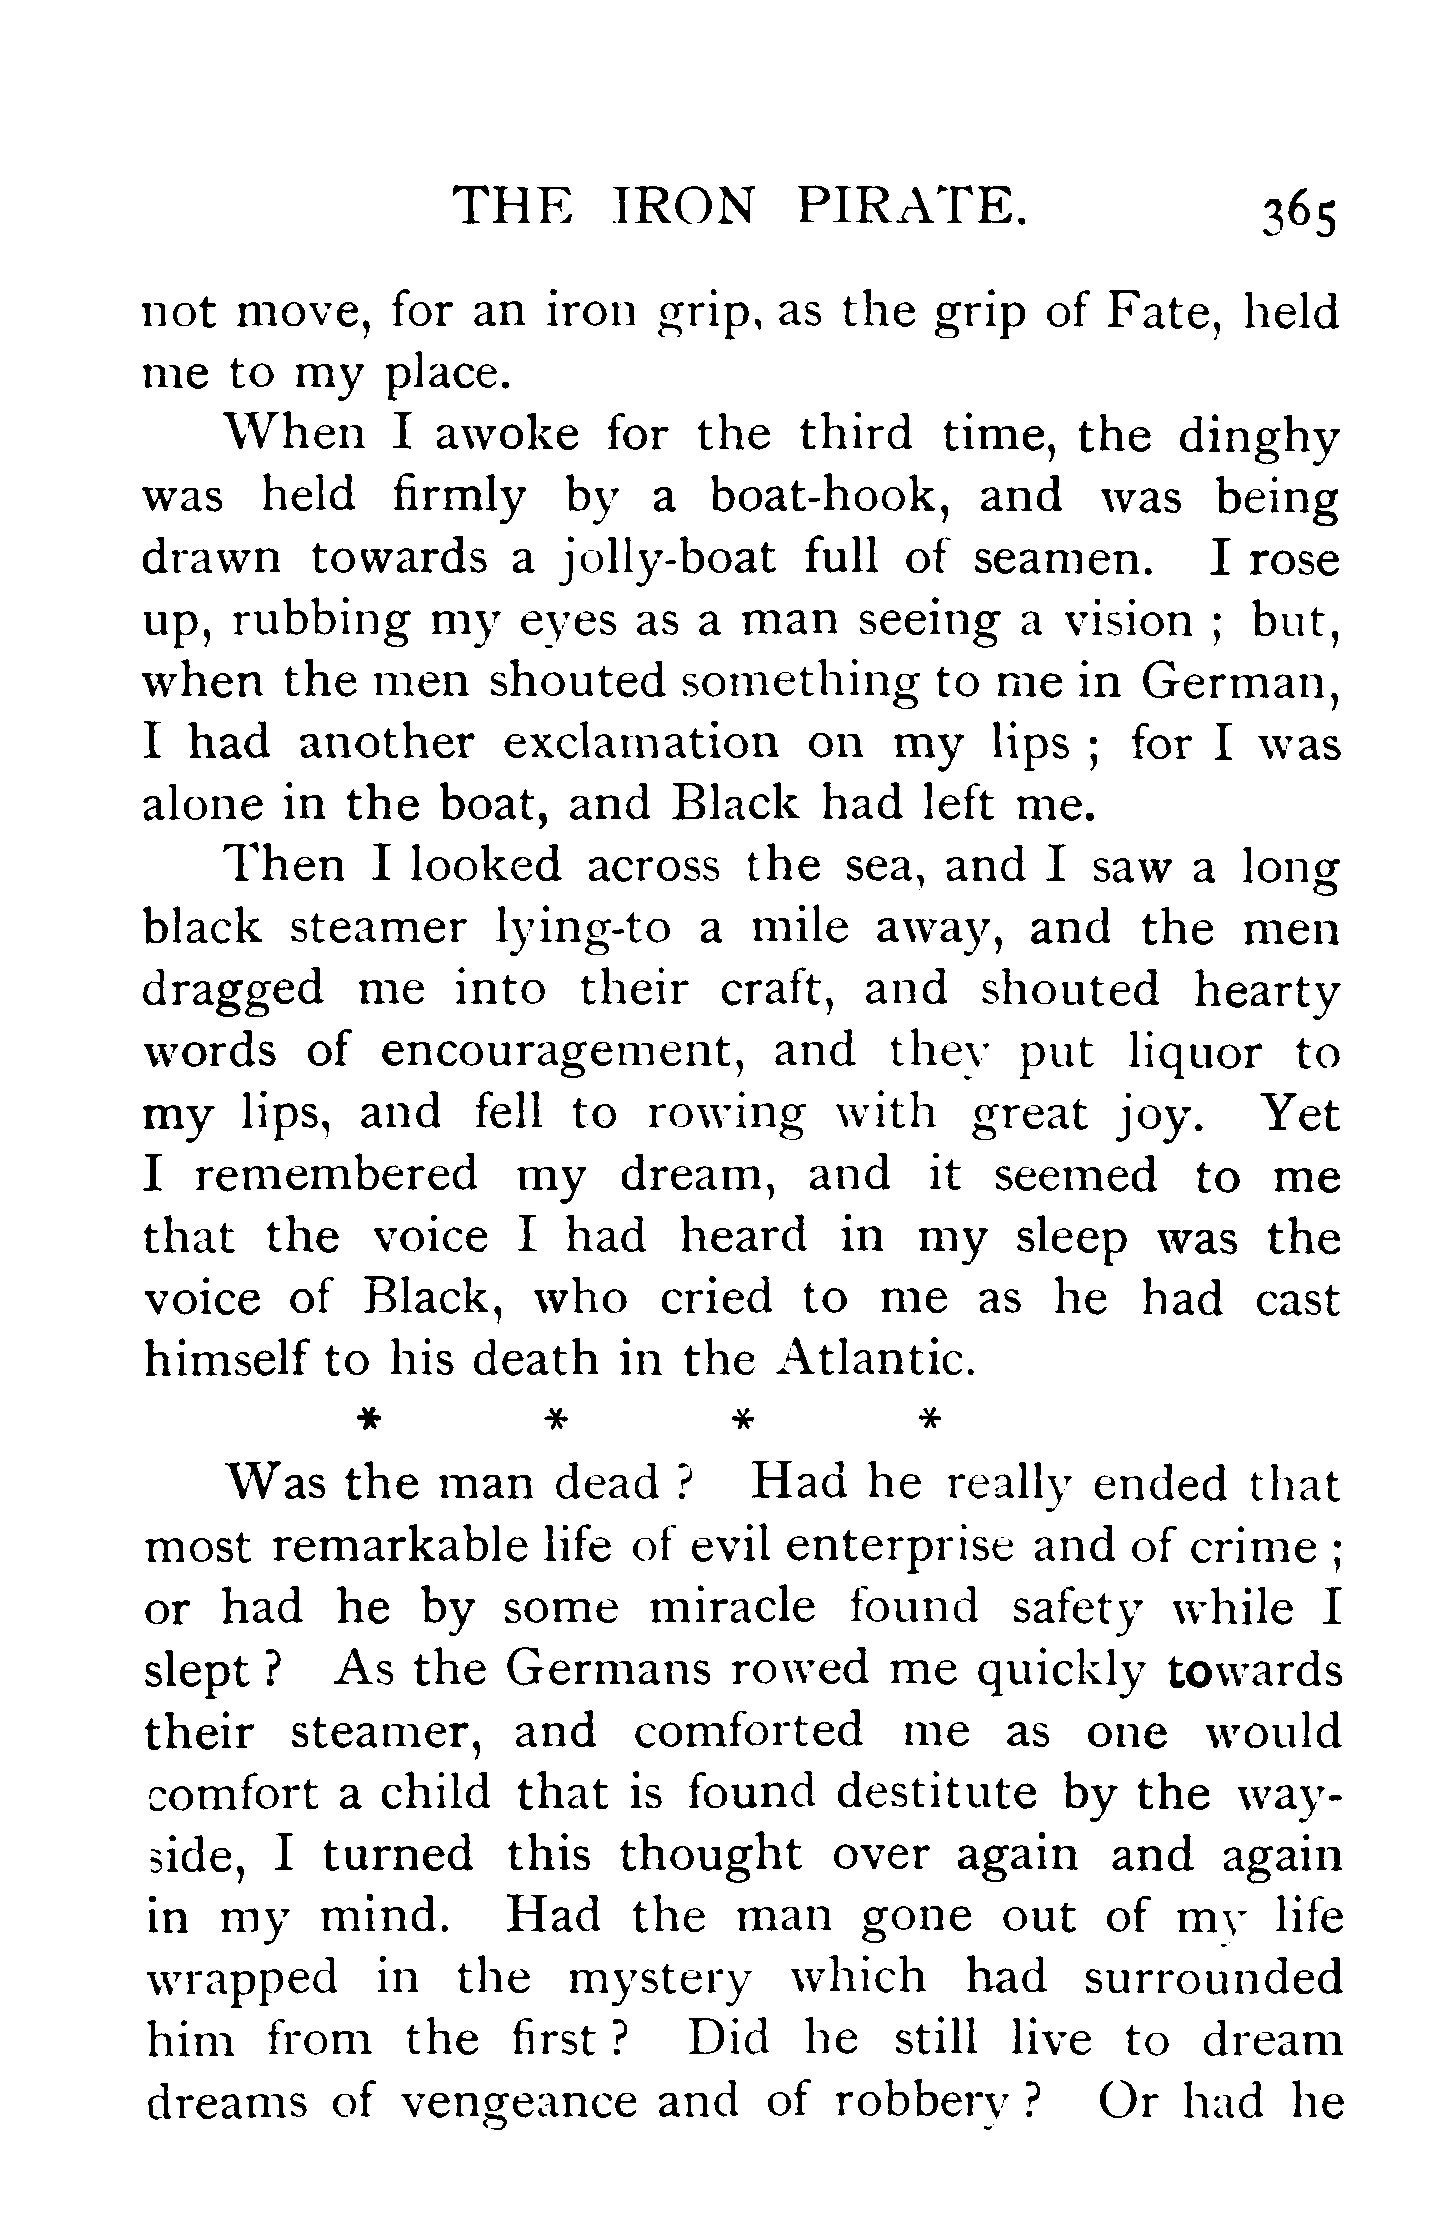 THE IRON PIRATE. 365
not move, for an iron grip, as the grip of Fate, held
me to my place.
When I awoke for the third time, the dinghy
was held firmly by a boat-hook, and was being
drawn towards a jolly-boat full of seamen. I rose
up, rubbing my eyes as a man seeing a vision ; but,
when the men shouted something to me in German,
I had another exclamation on my lips ; for I was
alone in the boat, and Black had left me.
Then I looked across the sea, and I saw a long
black steamer lying-to a mile away, and the men
dragged me into their craft, and shouted hearty
words of encouragement, and they put liquor to
my lips, and fell to rowing with great joy. Yet
I remembered my dream, and it seemed to me
that the voice I had heard in my sleep was the
voice of Black, who cried to me as he had cast
himself to his death in the Atlantic.
* * * *
Was the man dead ? Had he really ended that
most remarkable life of evil enterprise and of crime ;
or had he by some miracle found safety while I
slept ? As the Germans rowed me quickly towards
their steamer, and comforted me as one would
comfort a child that is found destitute by the way-
side, I turned this thought over again and again
in my mind. Had the man gone out of my life
wrapped in the mystery which had surrounded
him from the first ? Did he still live to dream
dreams of vengeance and of robbery ? Or had he